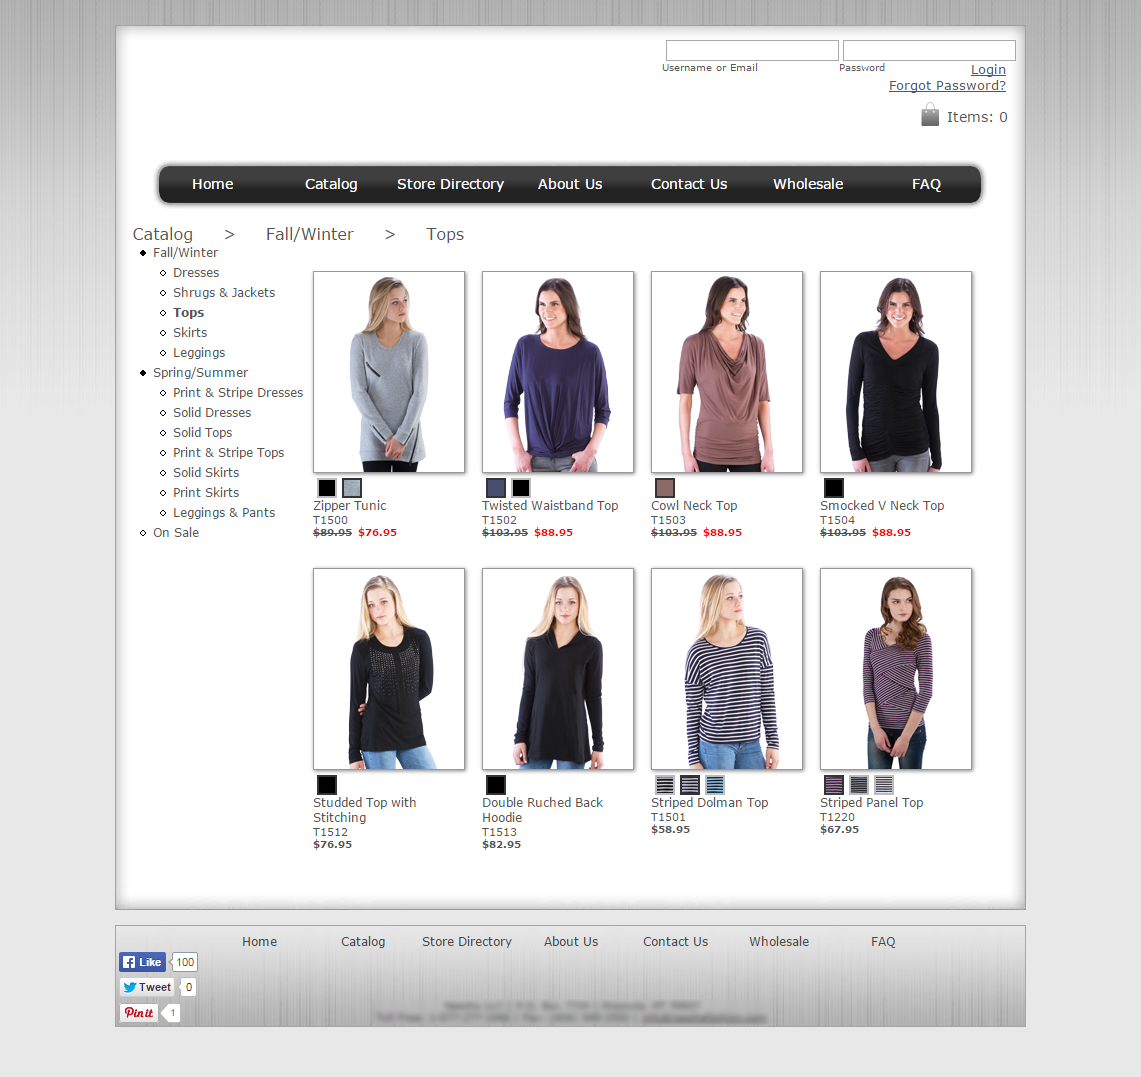 Username or Email
Password
Login
Forgot Password?
Items: 0
Home Catalog Store Directory About Us Contact Us Wholesale FAQ
Catalog > Fall/Winter > Tops
Fall/Winter
Dresses
Shrugs & Jackets
Tops
Skirts
Leggings
Spring/Summer
Print & Stripe Dresses
Solid Dresses
Solid Tops
Print & Stripe Tops
Solid Skirts
Print Skirts
Leggings & Pants
On Sale
Zipper Tunic
T1500
$89.95 $76.95
Twisted Waistband Top
T1502
$103.95 $88.95
Cowl Neck Top
T1503
$103.95 $88.95
Smocked V Neck Top
T1504
$103.95 $88.95
Studded Top with
Stitching
T1512
$76.95
Double Ruched Back
Hoodie
T1513
$82.95
Striped Dolman Top
T1501
$58.95
Striped Panel Top
T1220
$67.95
Home Catalog Store Directory About Us Contact Us Wholesale FAQ
Like 100
Tweet 0
Pin it 1